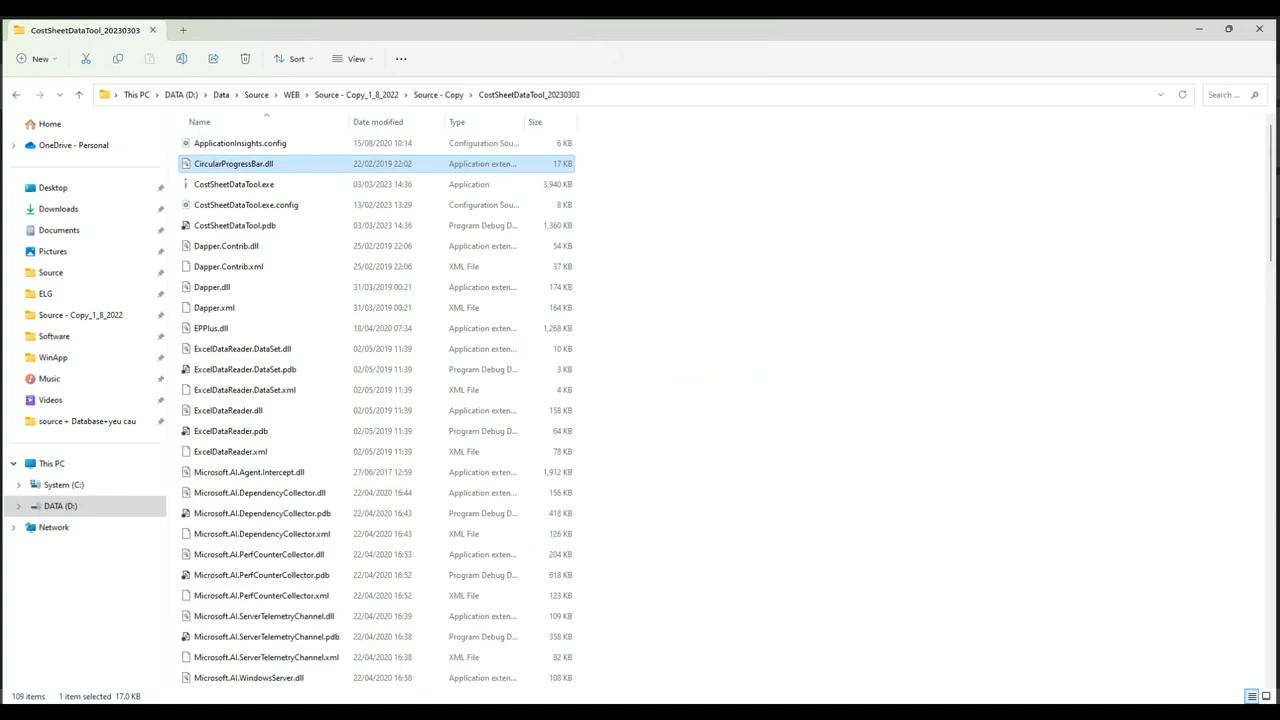 CostSheetDataTool_20230303
New
Sort
View
This PC > DATA (D:) > Data > Source > WEB > Source - Copy_1_8_2022 > Source - Copy > CostSheetDataTool_20230303
Search ...
Home
OneDrive - Personal
Desktop
Downloads
Documents
Pictures
Source
ELG
Source - Copy_1_8_2022
Software
WinApp
Music
Videos
source + Database+yeu cau
This PC
System (C:)
DATA (D:)
Network
Name Date modified Type Size
ApplicationInsights.config 15/08/2020 10:14 Configuration Sou... 6 KB
CircularProgressBar.dll 22/02/2019 22:02 Application exten... 17 KB
CostSheetDataTool.exe 03/03/2023 14:36 Application 3,940 KB
CostSheetDataTool.exe.config 13/02/2023 13:29 Configuration Sou... 8 KB
CostSheetDataTool.pdb 03/03/2023 14:36 Program Debug D... 1,360 KB
Dapper.Contrib.dll 25/02/2019 22:06 Application exten... 54 KB
Dapper.Contrib.xml 25/02/2019 22:06 XML File 37 KB
Dapper.dll 31/03/2019 00:21 Application exten... 174 KB
Dapper.xml 31/03/2019 00:21 XML File 164 KB
EPPlus.dll 18/04/2020 07:34 Application exten... 1,268 KB
ExcelDataReader.DataSet.dll 02/05/2019 11:39 Application exten... 10 KB
ExcelDataReader.DataSet.pdb 02/05/2019 11:39 Program Debug D... 3 KB
ExcelDataReader.DataSet.xml 02/05/2019 11:39 XML File 4 KB
ExcelDataReader.dll 02/05/2019 11:39 Application exten... 158 KB
ExcelDataReader.pdb 02/05/2019 11:39 Program Debug D... 64 KB
ExcelDataReader.xml 02/05/2019 11:39 XML File 78 KB
Microsoft.AI.Agent.Intercept.dll 27/06/2017 12:59 Application exten... 1,912 KB
Microsoft.AI.DependencyCollector.dll 22/04/2020 16:44 Application exten... 156 KB
Microsoft.AI.DependencyCollector.pdb 22/04/2020 16:43 Program Debug D... 418 KB
Microsoft.AI.DependencyCollector.xml 22/04/2020 16:43 XML File 126 KB
Microsoft.AI.PerfCounterCollector.dll 22/04/2020 16:53 Application exten... 204 KB
Microsoft.AI.PerfCounterCollector.pdb 22/04/2020 16:52 Program Debug D... 618 KB
Microsoft.AI.PerfCounterCollector.xml 22/04/2020 16:52 XML File 123 KB
Microsoft.AI.ServerTelemetryChannel.dll 22/04/2020 16:39 Application exten... 109 KB
Microsoft.AI.ServerTelemetryChannel.pdb 22/04/2020 16:38 Program Debug D... 358 KB
Microsoft.AI.ServerTelemetryChannel.xml 22/04/2020 16:38 XML File 82 KB
Microsoft.AI.WindowsServer.dll 22/04/2020 16:58 Application exten... 108 KB
109 items 1 item selected 17.0 KB